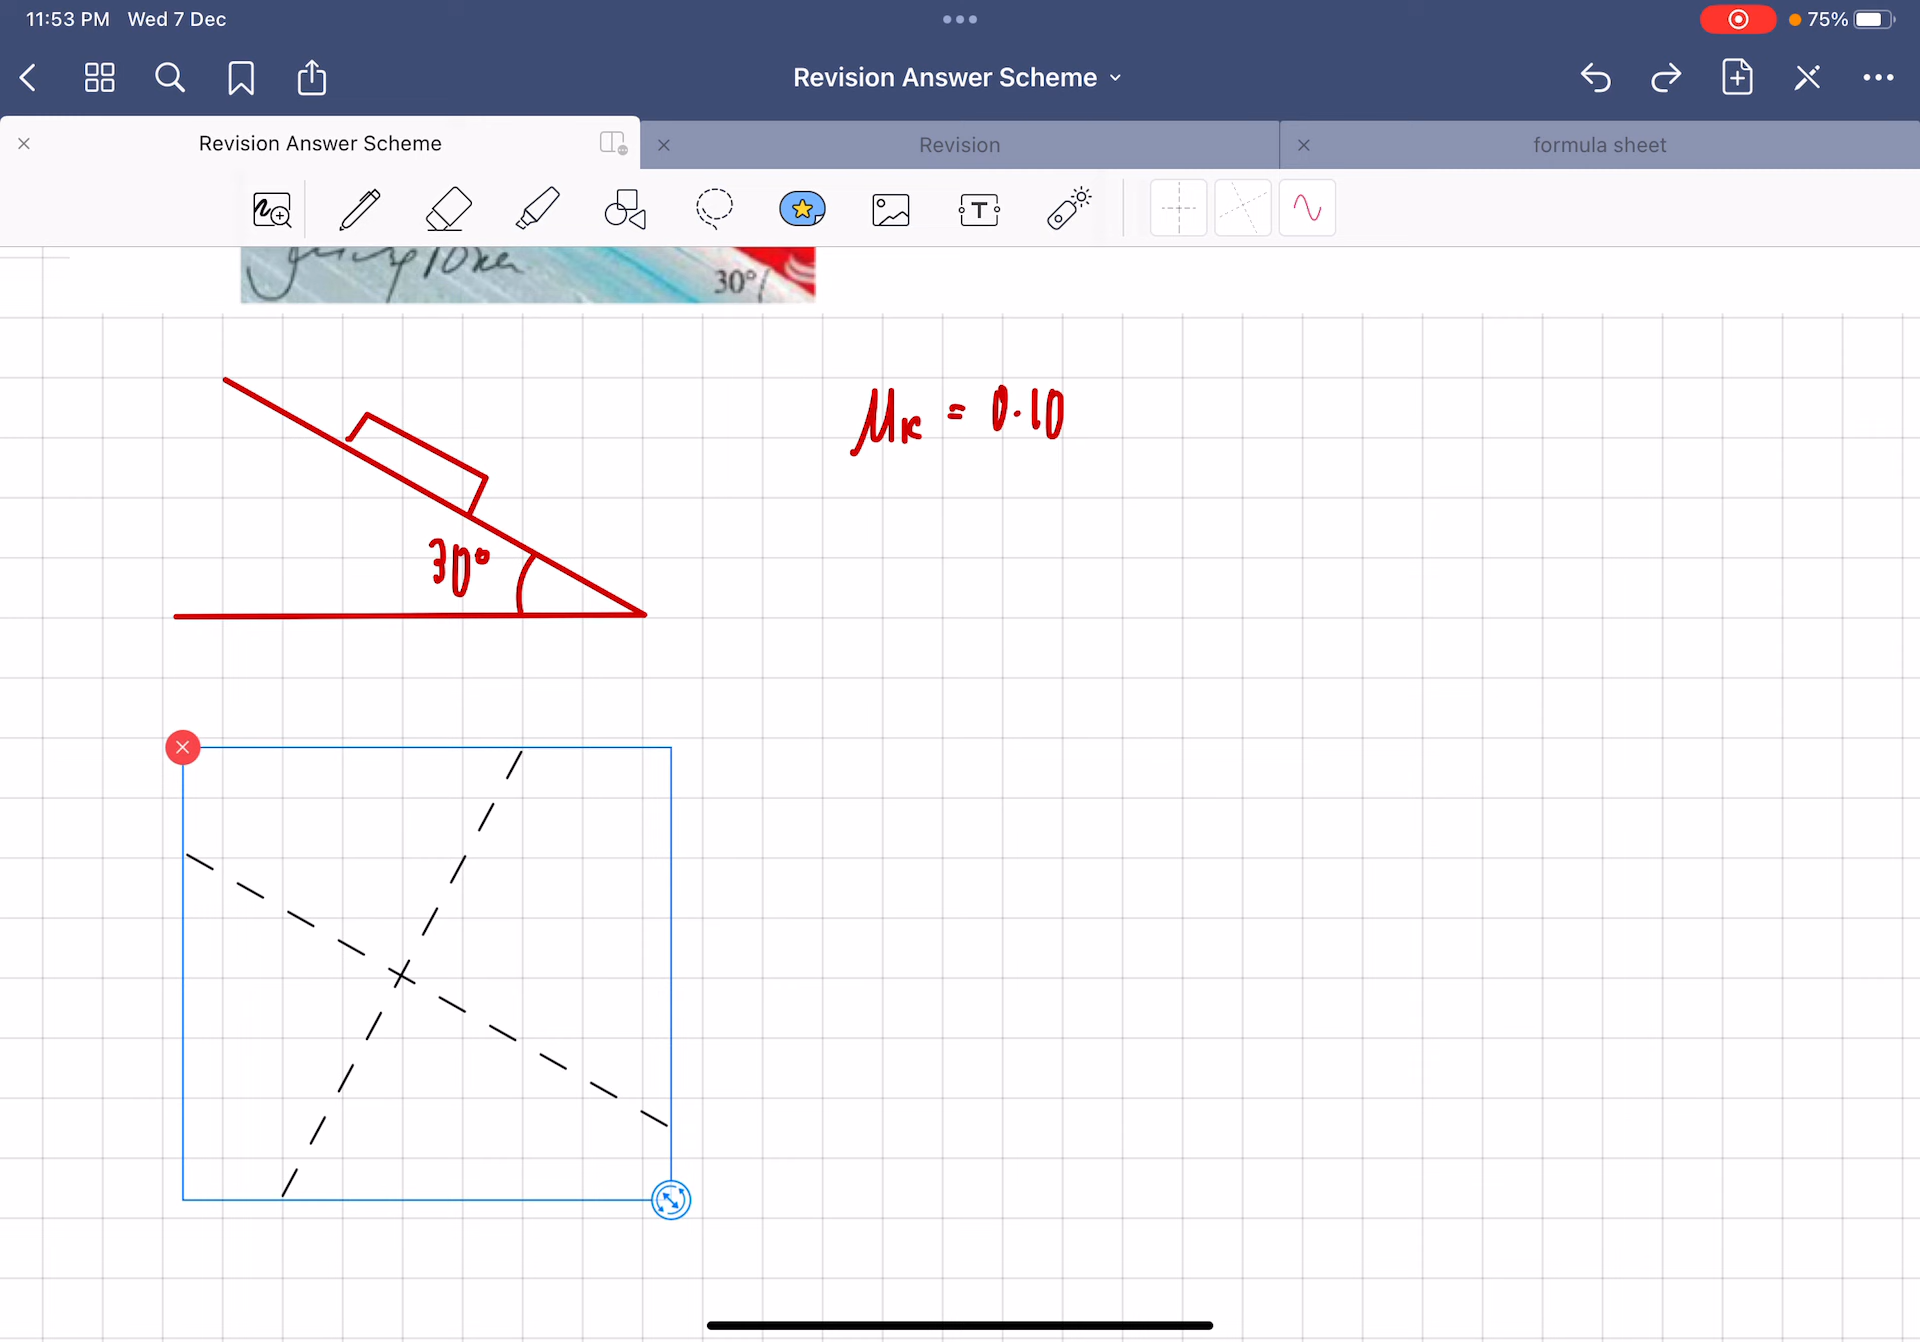 11:53 PM Wed 7 Dec
75%
Revision Answer Scheme
Revision Answer Scheme
Revision
formula sheet
T
30°
μk = 0.10
30°